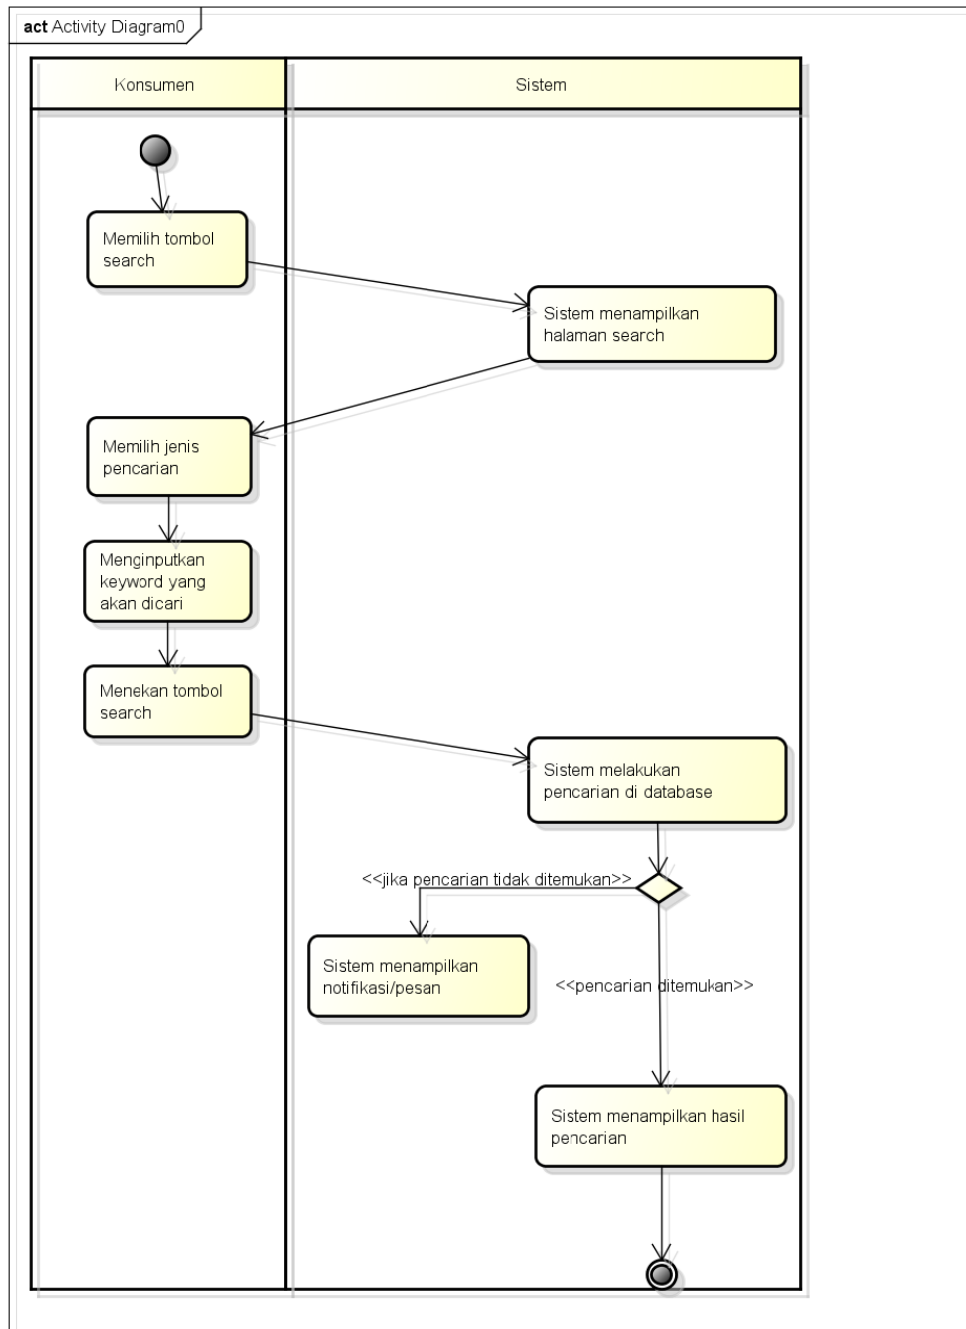 act Activity Diagram0
Konsumen
Sistem
Memilih tombol
search
Sistem menampilkan
halaman search
Memilih jenis
pencarian
Menginputkan
keyword yang
akan dicari
Menekan tombol
search
Sistem melakukan
pencarian di database
<<jika pencarian tidak ditemukan>>
Sistem menampilkan
notifikasi/pesan
<<pencarian ditemukan>>
Sistem menampilkan hasil
pencarian